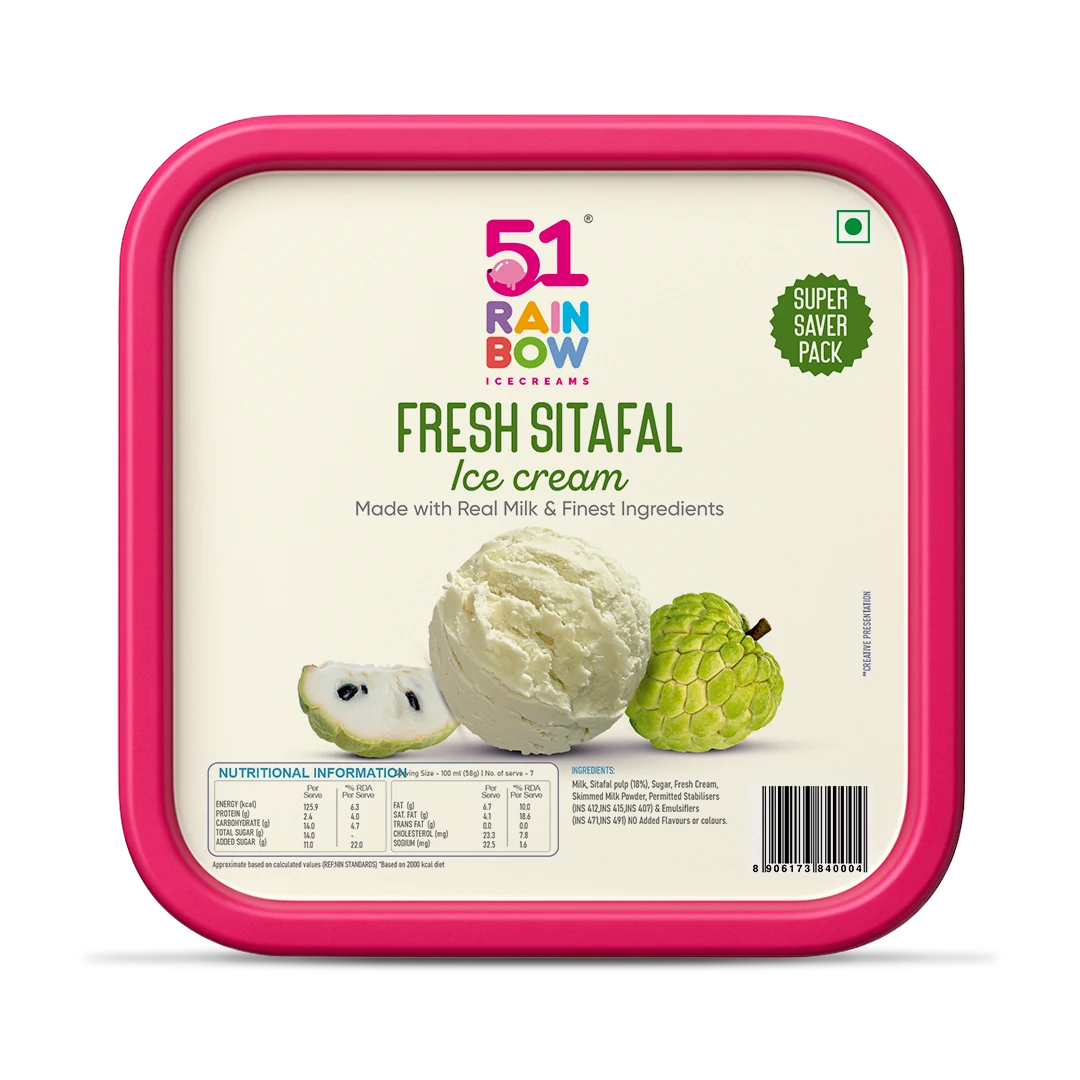 51®
RAIN
BOW
ICECREAMS
SUPER
SAVER
PACK
FRESH SITAFAL
Ice cream
Made with Real Milk & Finest Ingredients
**CREATIVE PRESENTATION
NUTRITIONAL INFORMATION ving Size - 100 ml (58g) | No. of serve - 7
Per Serve *% RDA Per Serve
ENERGY (kcal) 125.9 6.3
PROTEIN (g) 2.4 4.0
CARBOHYDRATE (g) 14.0 4.7
TOTAL SUGAR (g) 14.0 -
ADDED SUGAR (g) 11.0 22.0
Per Serve *% RDA Per Serve
FAT (g) 6.7 10.0
SAT. FAT (g) 4.1 18.6
TRANS FAT (g) 0.0 0.0
CHOLESTEROL (mg) 23.3 7.8
SODIUM (mg) 32.5 1.6
Approximate based on calculated values (REF:NIN STANDARDS) *Based on 2000 kcal diet
INGREDIENTS:
Milk, Sitafal pulp (18%), Sugar, Fresh Cream,
Skimmed Milk Powder, Permitted Stabilisers
(INS 412,INS 415,INS 407) & Emulsifiers
(INS 471,INS 491) NO Added Flavours or colours.
8 906173 840004